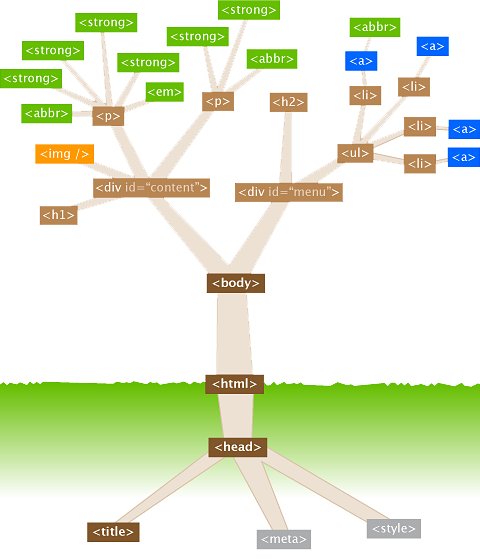 <strong>
<strong>
<abbr>
<strong>
<a>
<strong>
<abbr>
<strong>
<a>
<strong>
<li>
<em>
<li>
<p>
<h2>
<abbr>
<p>
<li>
<a>
<img />
<ul>
<li>
<a>
<div id="content">
<div id="menu">
<h1>
<body>
<html>
<head>
<title>
<meta>
<style>